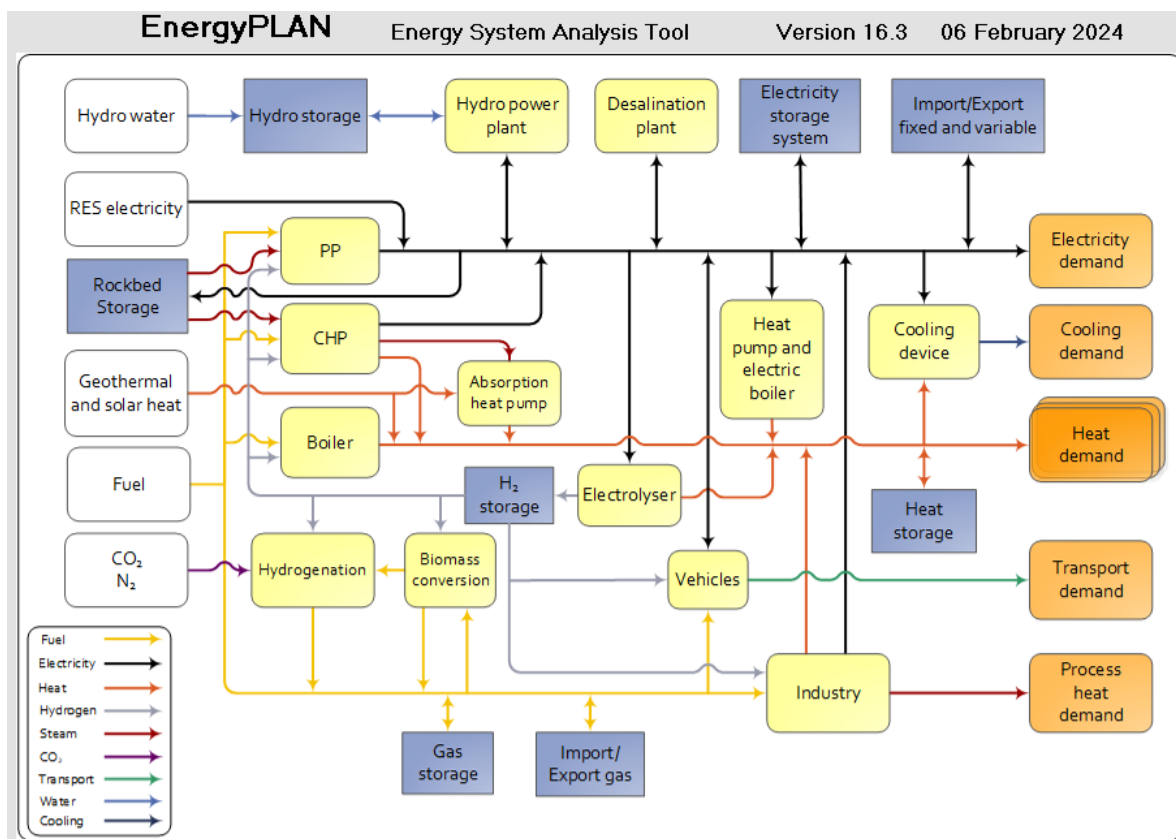 EnergyPLAN Energy System Analysis Tool Version 16.3 06 February 2024
Hydro water
Hydro storage
Hydro power
plant
Desalination
plant
Electricity
storage
system
Import/Export
fixed and variable
RES electricity
PP
Electricity
demand
Rockbed
Storage
CHP
Heat
pump and
electric
boiler
Cooling
device
Cooling
demand
Geothermal
and solar heat
Absorption
heat pump
Boiler
Heat
demand
Fuel
H₂
storage
Electrolyser
Heat
storage
CO₂
N₂
Hydrogenation
Biomass
conversion
Vehicles
Transport
demand
Industry
Process
heat
demand
Gas
storage
Import/
Export gas
Fuel
Electricity
Heat
Hydrogen
Steam
CO₂
Transport
Water
Cooling